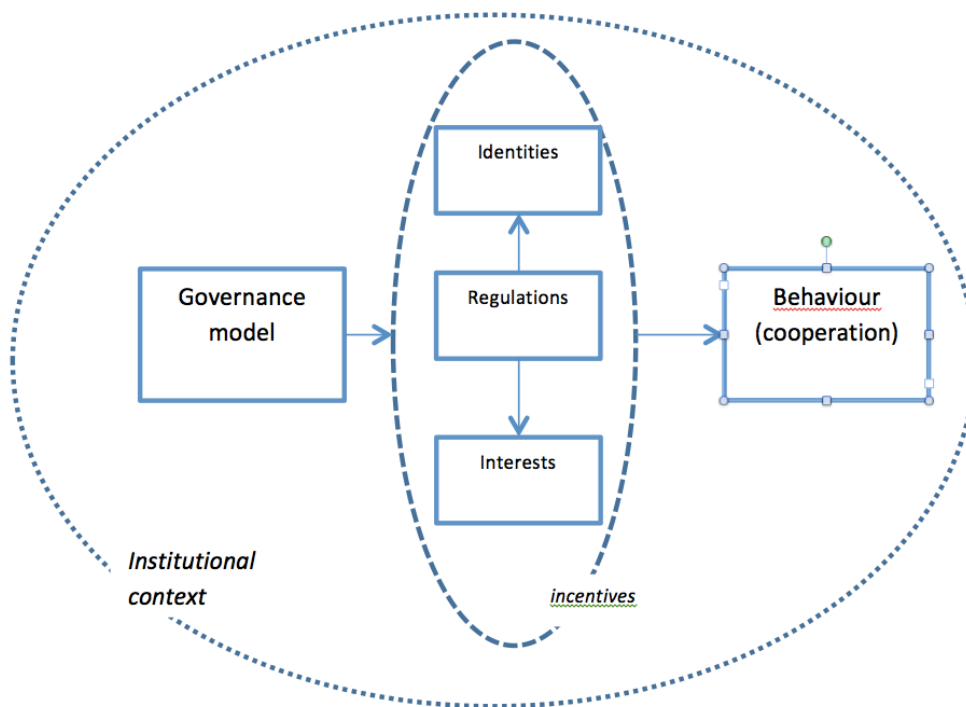 Identities
Governance
model
Regulations
Behaviour
(cooperation)
Interests
Institutional
context
incentives